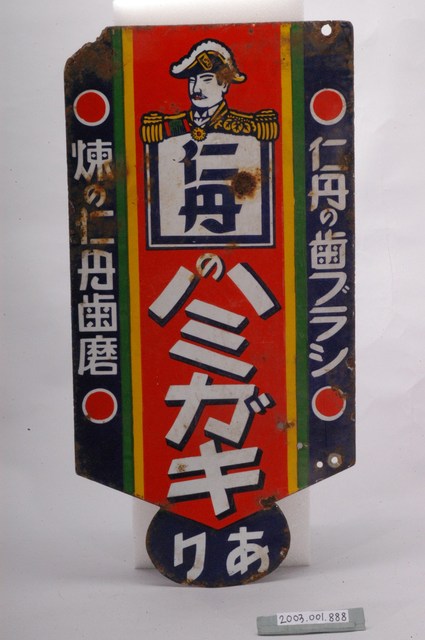 仁丹の歯ブラシ
仁丹
の
ハミガキ
煉の仁丹歯磨
あり
2003.001.888